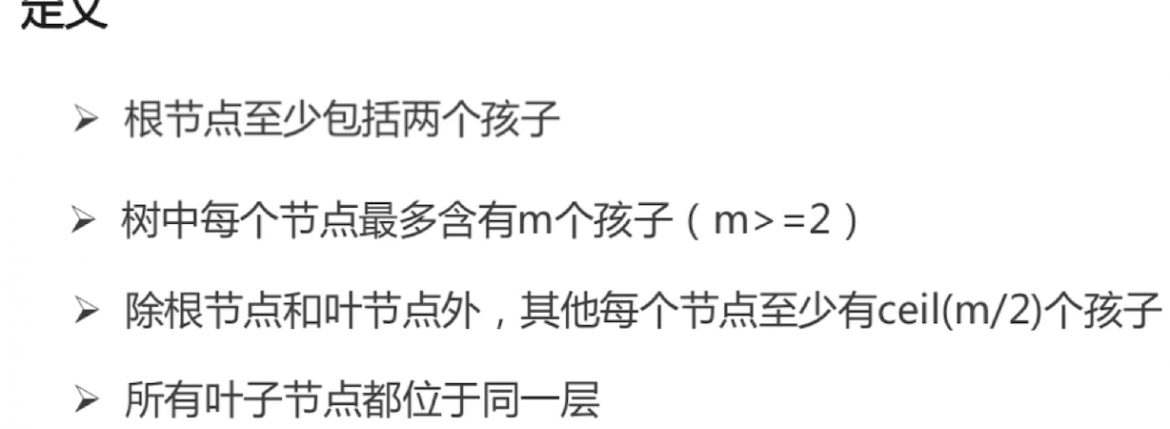 定义
➢ 根节点至少包括两个孩子
➢ 树中每个节点最多含有m个孩子（m>=2）
➢ 除根节点和叶节点外，其他每个节点至少有ceil(m/2)个孩子
➢ 所有叶子节点都位于同一层